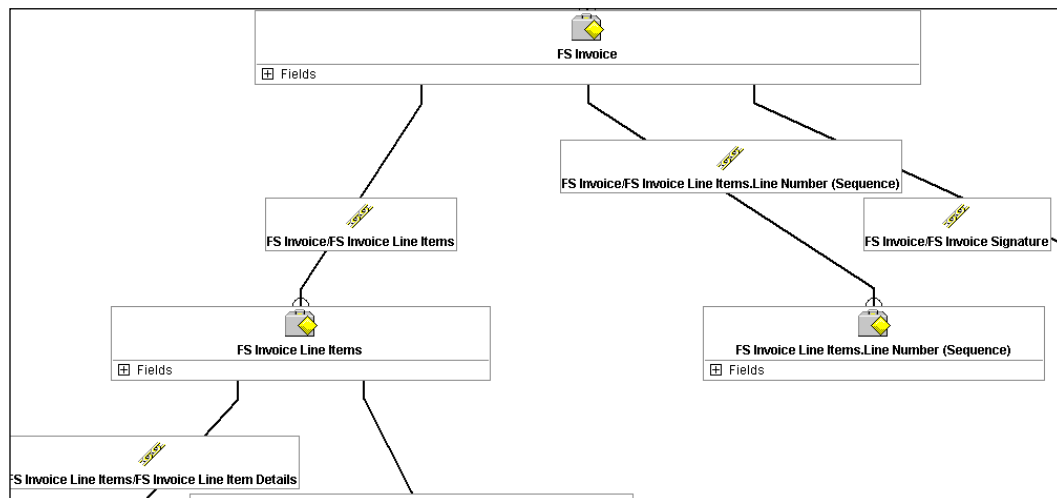 FS Invoice
Fields
FS Invoice/FS Invoice Line Items.Line Number (Sequence)
FS Invoice/FS Invoice Line Items
FS Invoice/FS Invoice Signature
FS Invoice Line Items
Fields
FS Invoice Line Items.Line Number (Sequence)
Fields
FS Invoice Line Items/FS Invoice Line Item Details